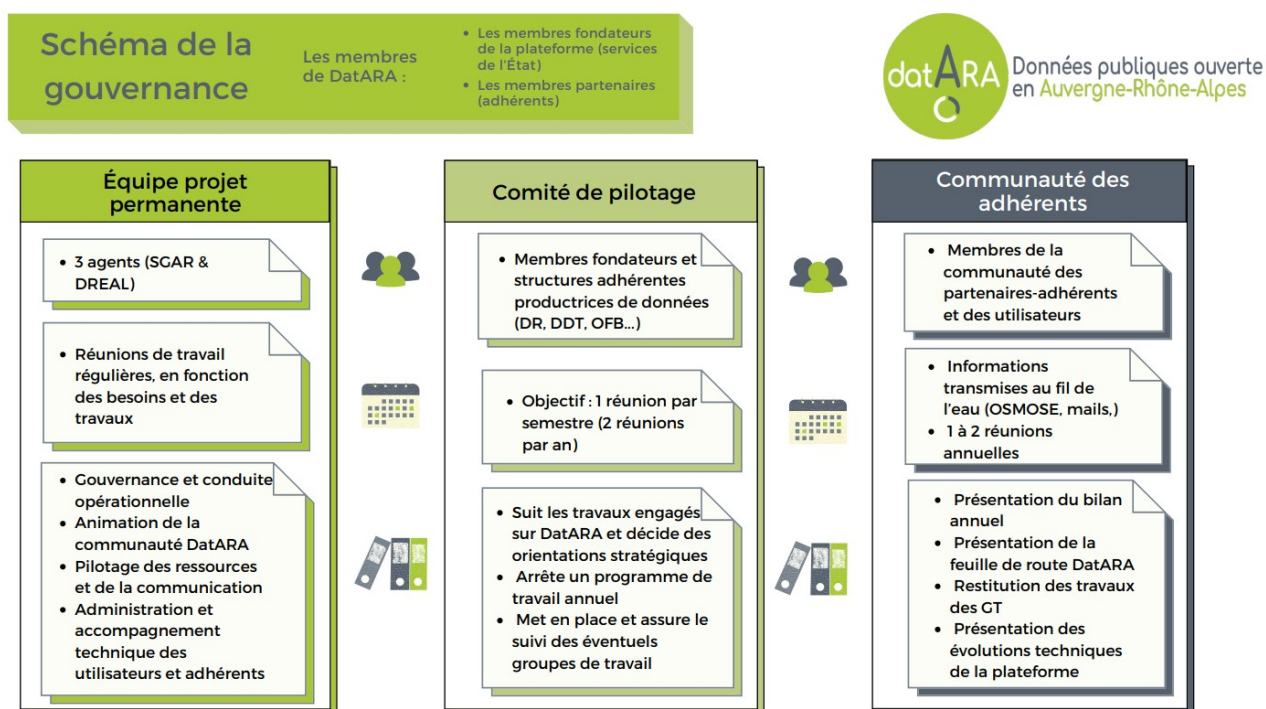 Schéma de la
gouvernance
Les membres
de DatARA :
• Les membres fondateurs
de la plateforme (services
de l'État)
• Les membres partenaires
(adhérents)
datARA
Données publiques ouverte
en Auvergne-Rhône-Alpes
Équipe projet
permanente
• 3 agents (SGAR &
DREAL)
• Réunions de travail
régulières, en fonction
des besoins et des
travaux
• Gouvernance et conduite
opérationnelle
• Animation de la
communauté DatARA
• Pilotage des ressources
et de la communication
• Administration et
accompagnement
technique des
utilisateurs et adhérents
Comité de pilotage
• Membres fondateurs et
structures adhérentes
productrices de données
(DR, DDT, OFB...)
• Objectif : 1 réunion par
semestre (2 réunions
par an)
• Suit les travaux engagés
sur DatARA et décide des
orientations stratégiques
• Arrête un programme de
travail annuel
• Met en place et assure le
suivi des éventuels
groupes de travail
Communauté des
adhérents
• Membres de la
communauté des
partenaires-adhérents
et des utilisateurs
• Informations
transmises au fil de
l'eau (OSMOSE, mails,)
• 1 à 2 réunions
annuelles
• Présentation du bilan
annuel
• Présentation de la
feuille de route DatARA
• Restitution des travaux
des GT
• Présentation des
évolutions techniques
de la plateforme